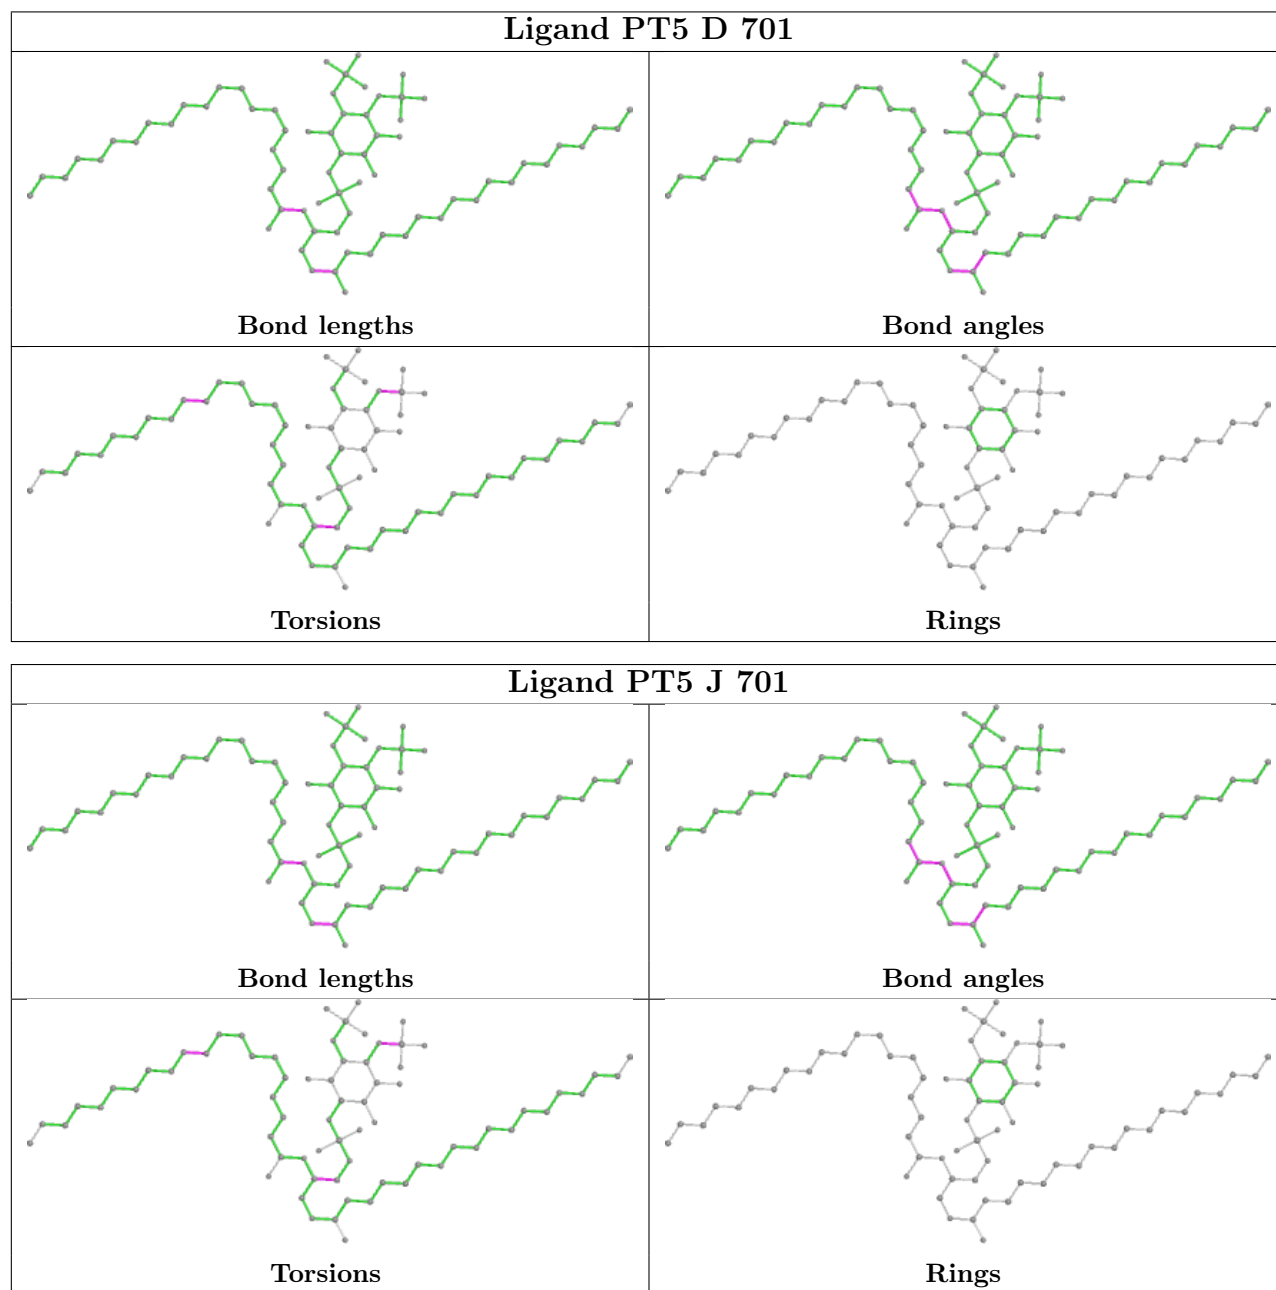 Ligand PT5 D 701
Bond lengths
Bond angles
Torsions
Rings
Ligand PT5 J 701
Bond lengths
Bond angles
Torsions
Rings